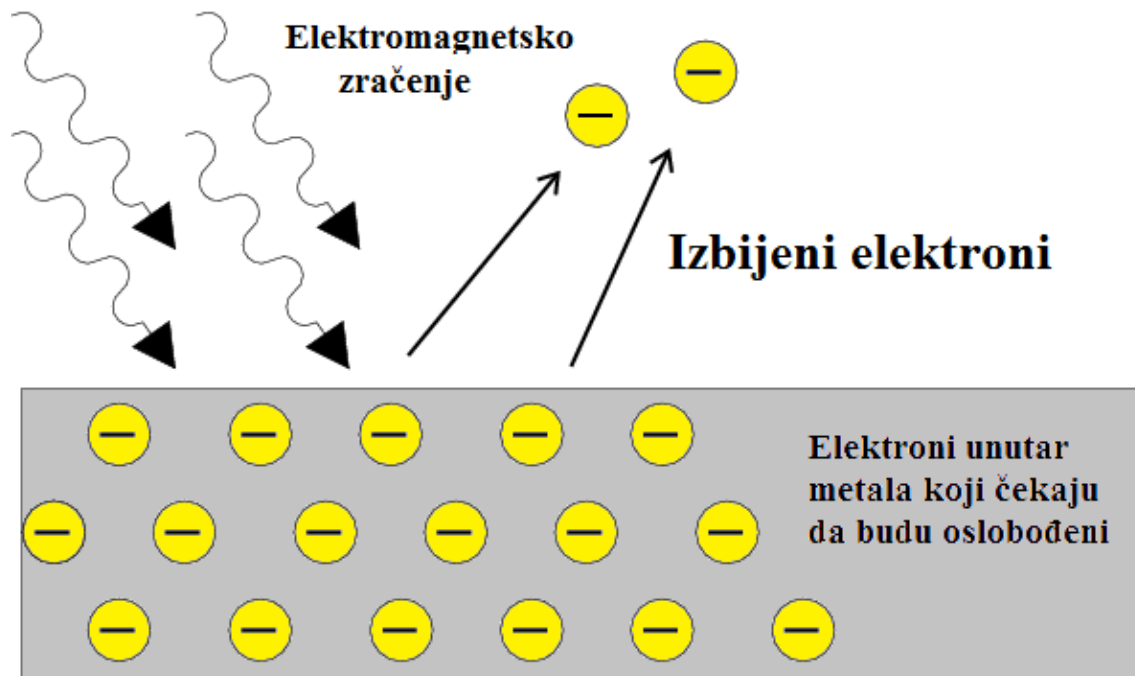 Elektromagnetsko
zračenje
Izbijeni elektroni
Elektroni unutar
metala koji čekaju
da budu oslobođeni